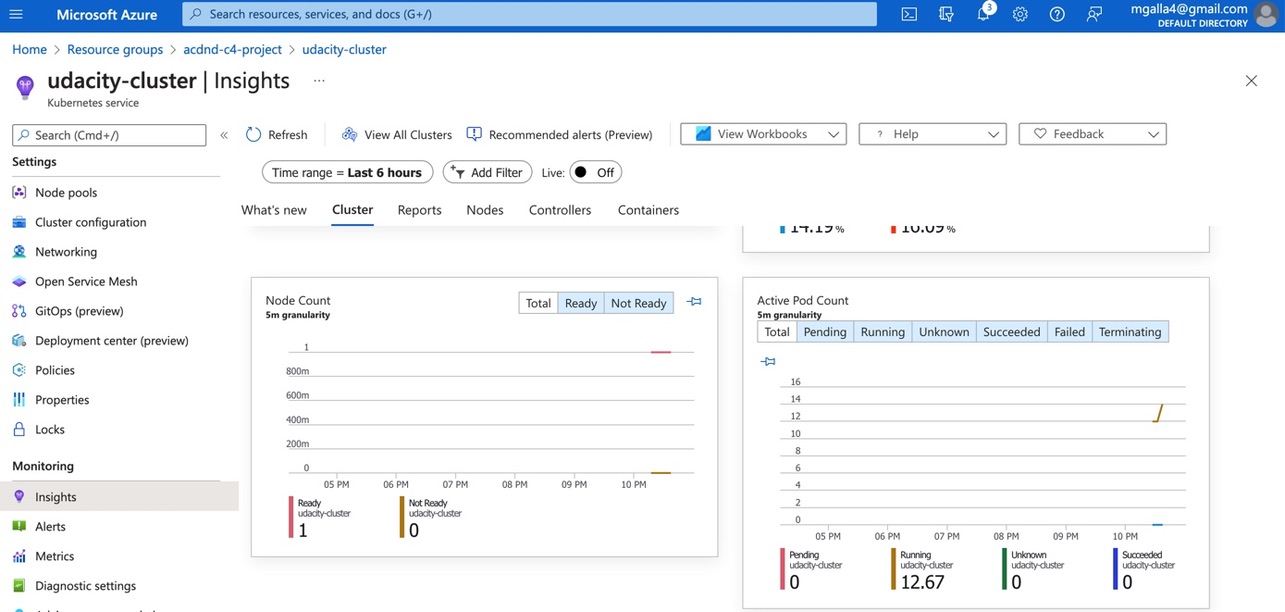 Microsoft Azure
Search resources, services, and docs (G+/)
3
mgalla4@gmail.com
DEFAULT DIRECTORY
Home > Resource groups > acdnd-c4-project > udacity-cluster
udacity-cluster | Insights ...
Kubernetes service
Search (Cmd+/)
«
Refresh
View All Clusters
Recommended alerts (Preview)
View Workbooks
? Help
Feedback
Time range = Last 6 hours
Add Filter
Live: Off
What's new
Cluster
Reports
Nodes
Controllers
Containers
Settings
Node pools
Cluster configuration
Networking
Open Service Mesh
GitOps (preview)
Deployment center (preview)
Policies
Properties
Locks
Monitoring
Insights
Alerts
Metrics
Diagnostic settings
14.19%
16.09%
Node Count
5m granularity
Total Ready Not Ready
1
800m
600m
400m
200m
0
05 PM 06 PM 07 PM 08 PM 09 PM 10 PM
Ready
udacity-cluster
1
Not Ready
udacity-cluster
0
Active Pod Count
5m granularity
Total Pending Running Unknown Succeeded Failed Terminating
16
14
12
10
8
6
4
2
0
05 PM 06 PM 07 PM 08 PM 09 PM 10 PM
Pending
udacity-cluster
0
Running
udacity-cluster
12.67
Unknown
udacity-cluster
0
Succeeded
udacity-cluster
0